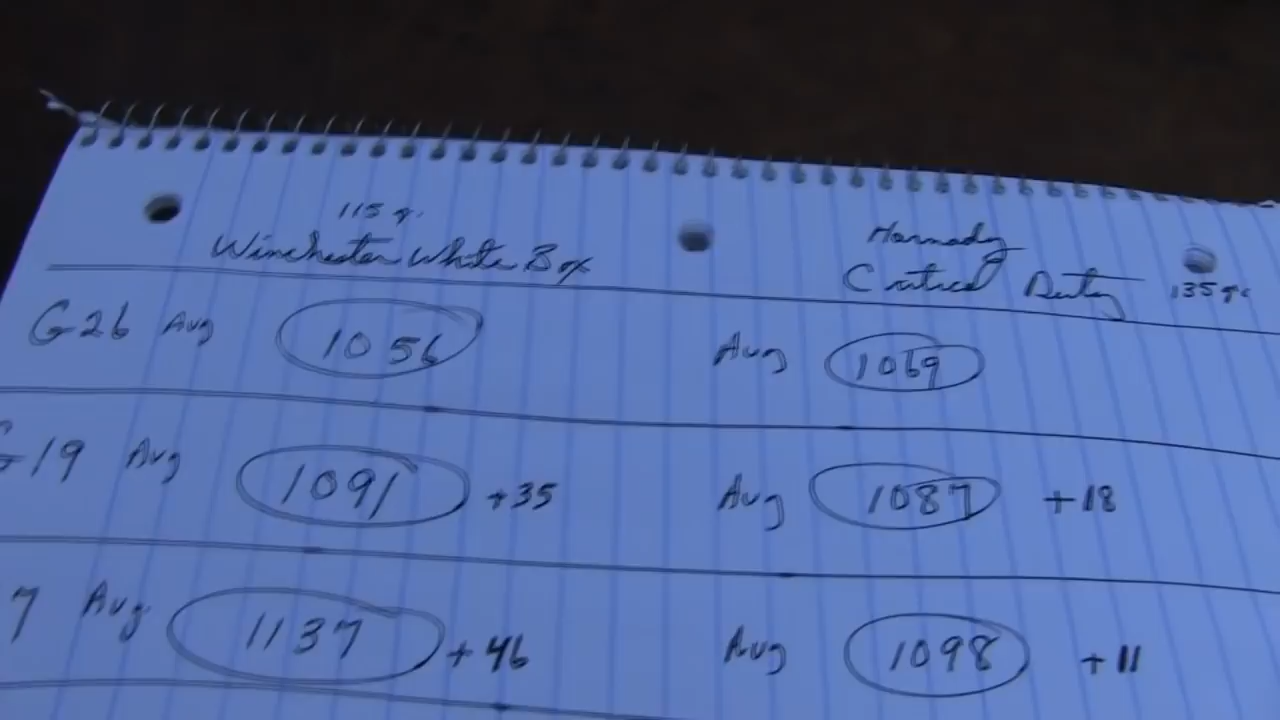 115 gr.
Winchester White Box
Hornady
Critical Duty 135 gr
G26 Avg 1056 Avg 1069
G19 Avg 1091 +35 Avg 1087 +18
7 Avg. 1137 +46 Avg 1098 +11